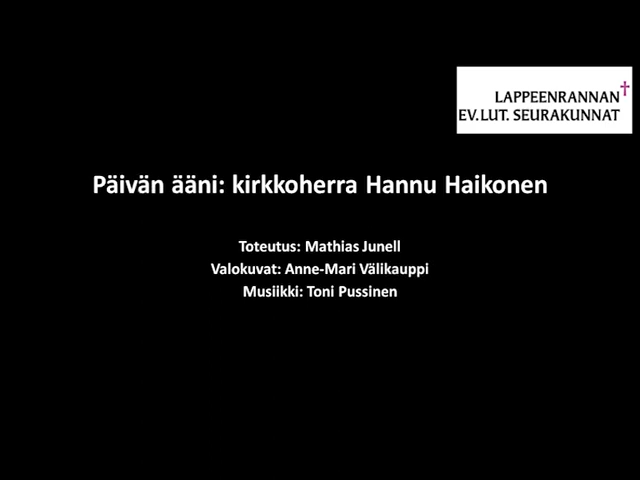 LAPPEENRANNAN
EV.LUT. SEURAKUNNAT
Päivän ääni: kirkkoherra Hannu Haikonen
Toteutus: Mathias Junell
Valokuvat: Anne-Mari Välikauppi
Musiikki: Toni Pussinen